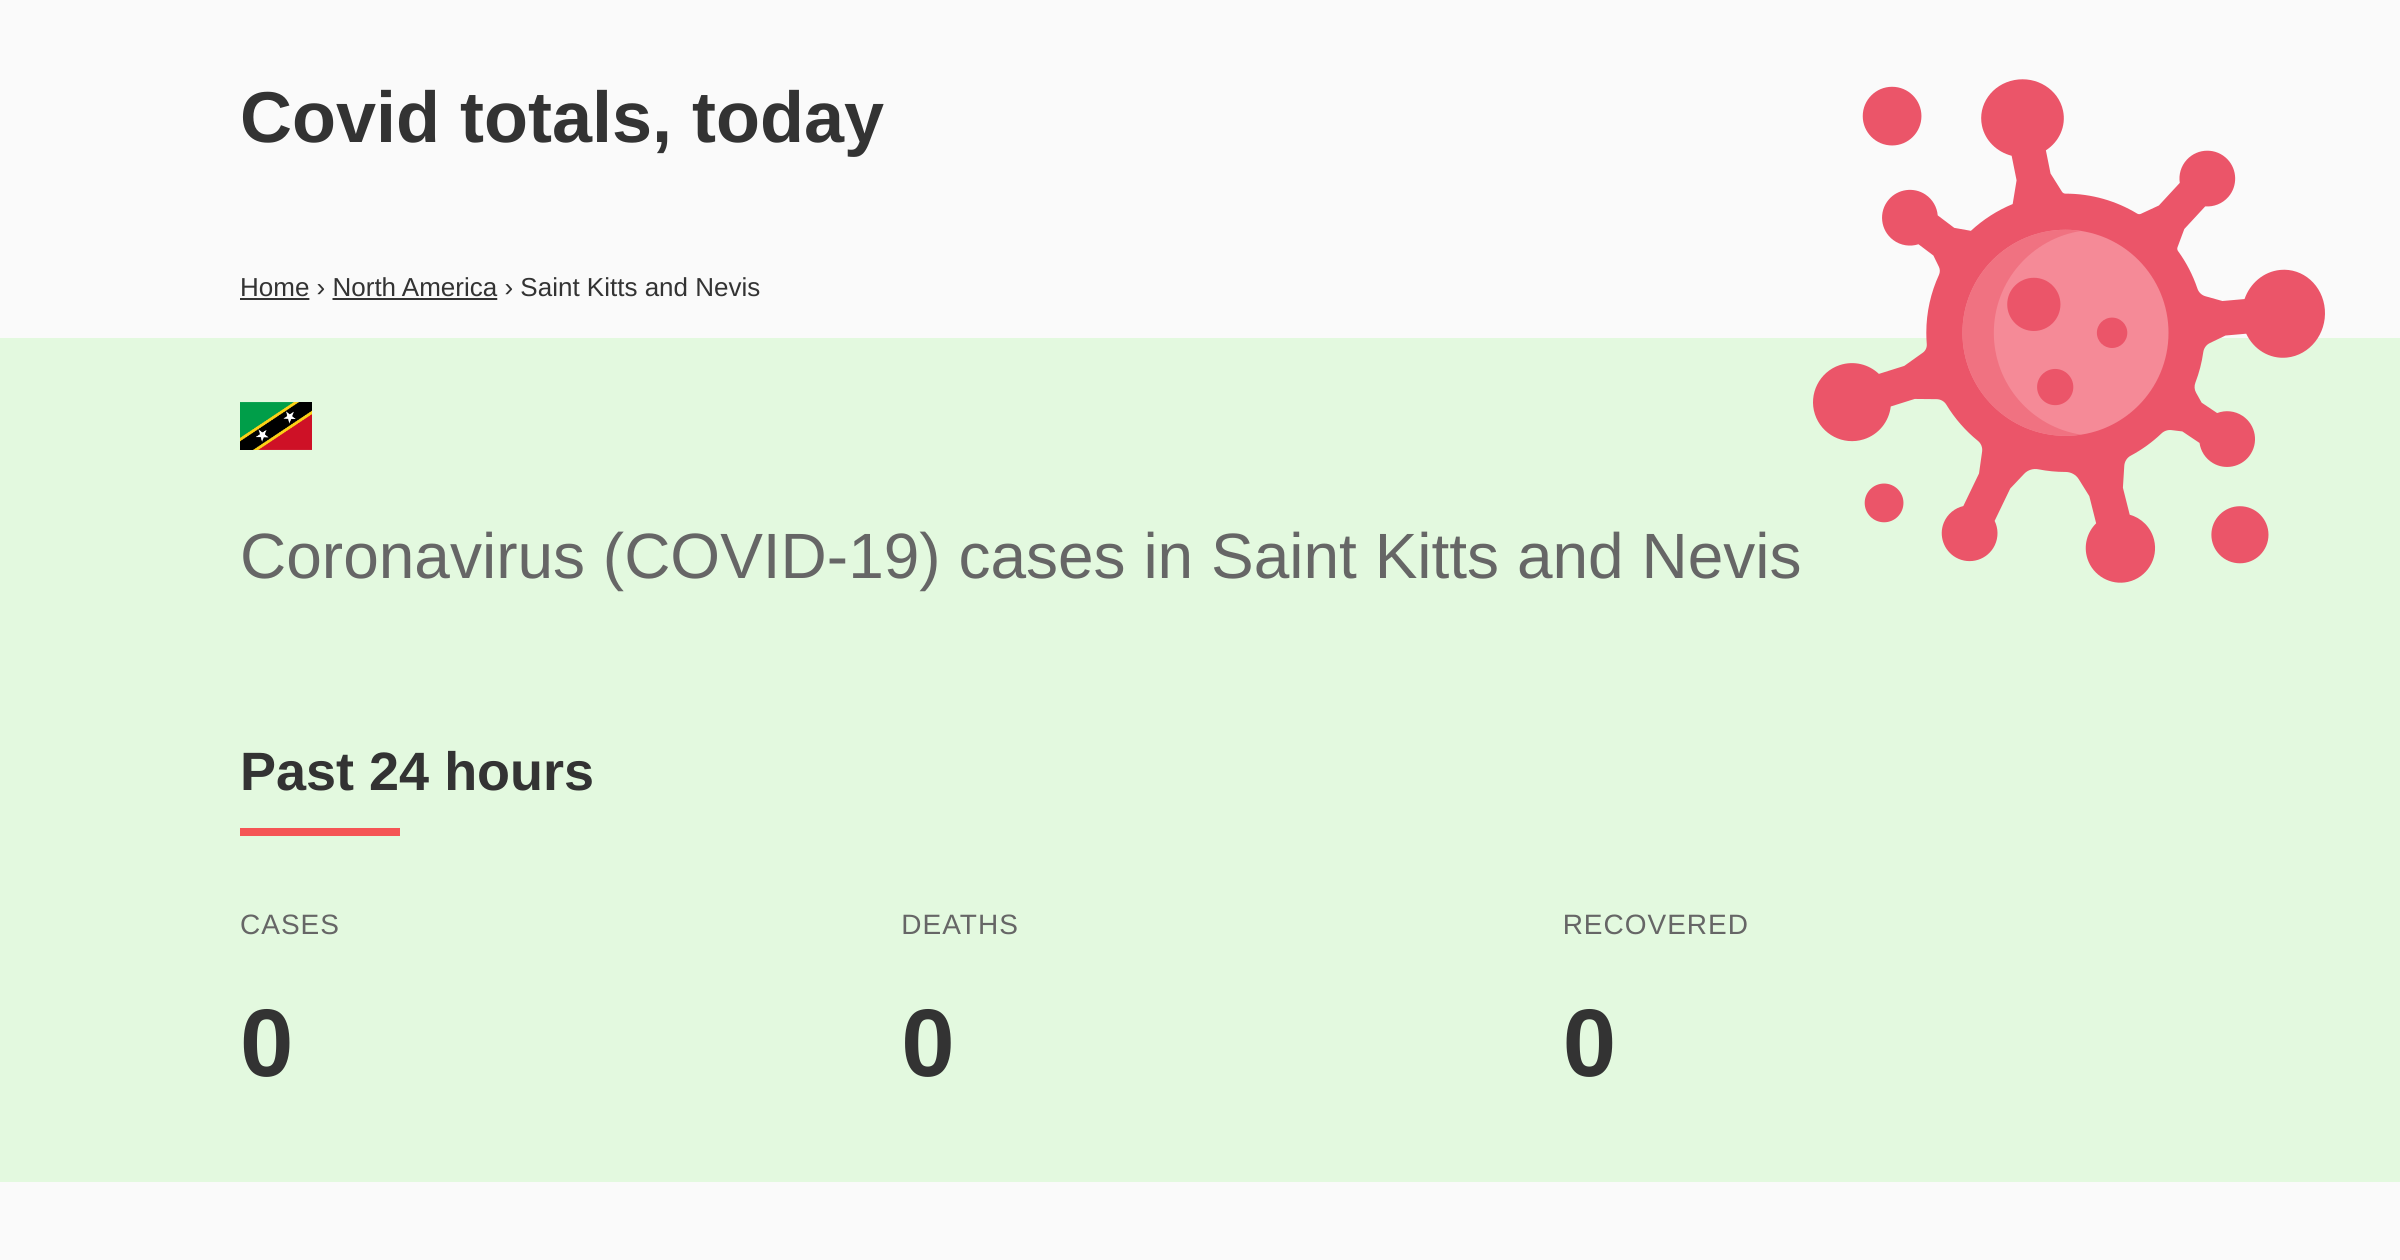 Covid totals, today
Home › North America › Saint Kitts and Nevis
Coronavirus (COVID-19) cases in Saint Kitts and Nevis
Past 24 hours
CASES DEATHS RECOVERED
0 0 0